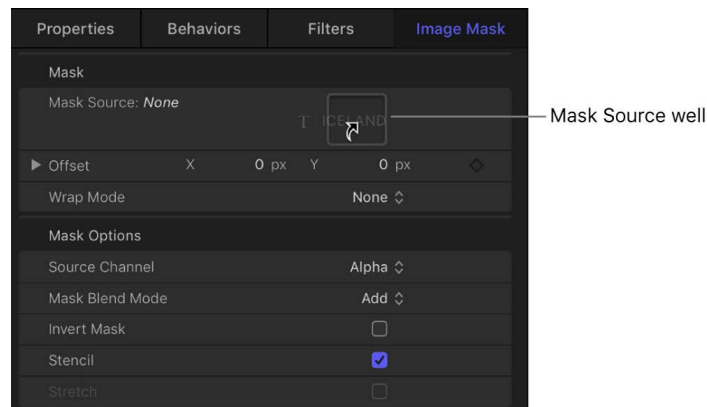 Properties Behaviors Filters Image Mask
Mask
Mask Source: None
T ICELAND
Mask Source well
Offset X 0 px Y 0 px
Wrap Mode None
Mask Options
Source Channel Alpha
Mask Blend Mode Add
Invert Mask
Stencil
Stretch